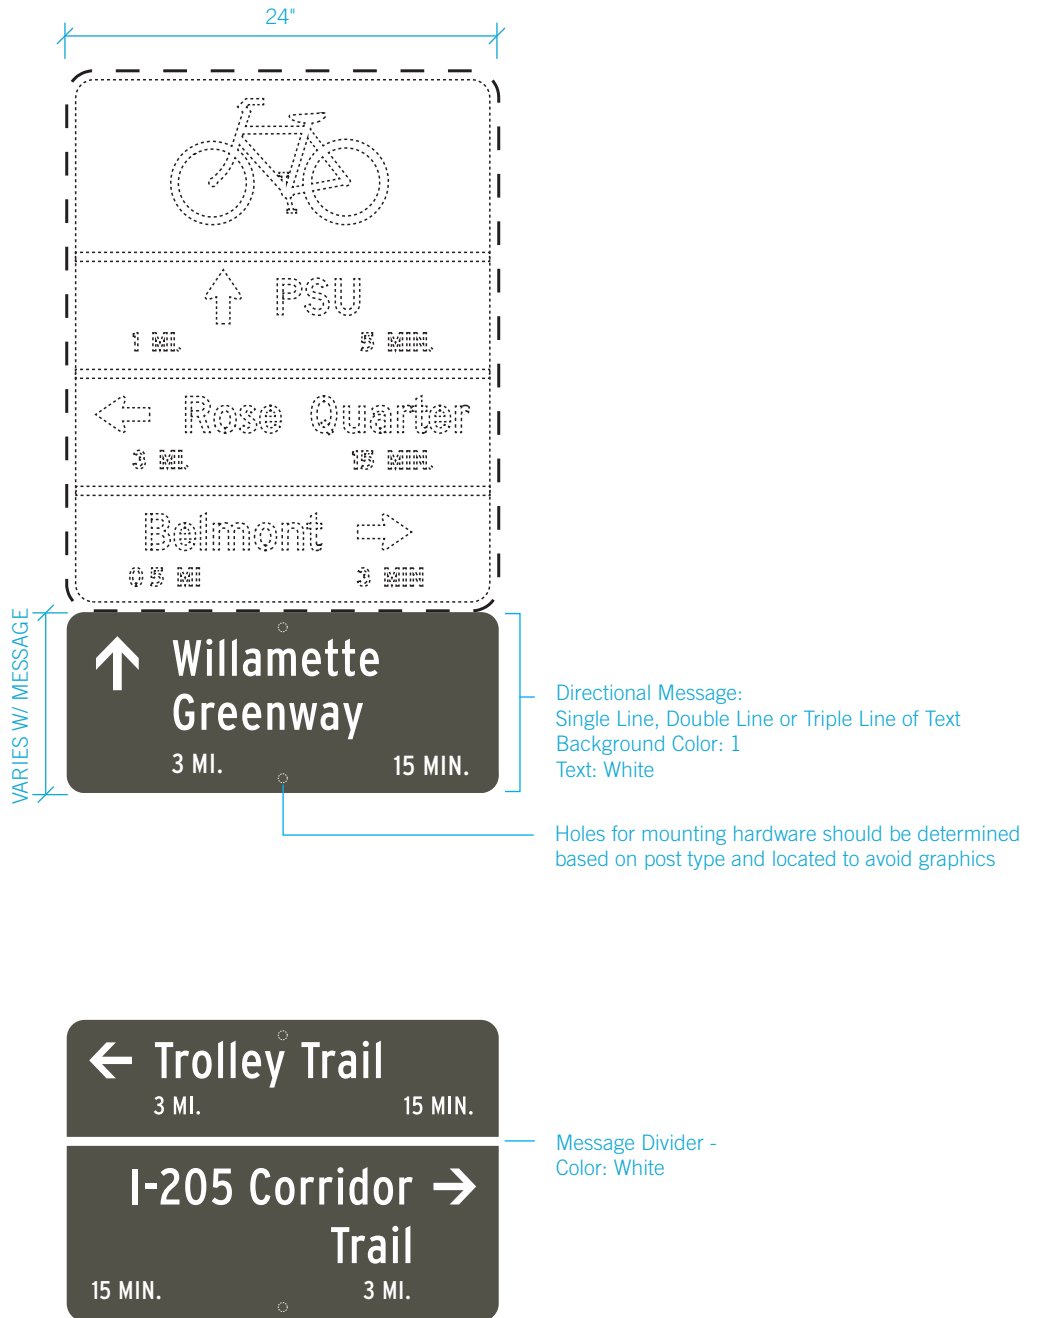 24"
PSU
1 MI. 5 MIN.
Rose Quarter
3 MI. 15 MIN.
Belmont
0.5 MI 3 MIN
VARIES W/ MESSAGE
Willamette
Greenway
3 MI. 15 MIN.
Directional Message:
Single Line, Double Line or Triple Line of Text
Background Color: 1
Text: White
Holes for mounting hardware should be determined
based on post type and located to avoid graphics
Trolley Trail
3 MI. 15 MIN.
Message Divider -
Color: White
I-205 Corridor
Trail
15 MIN. 3 MI.